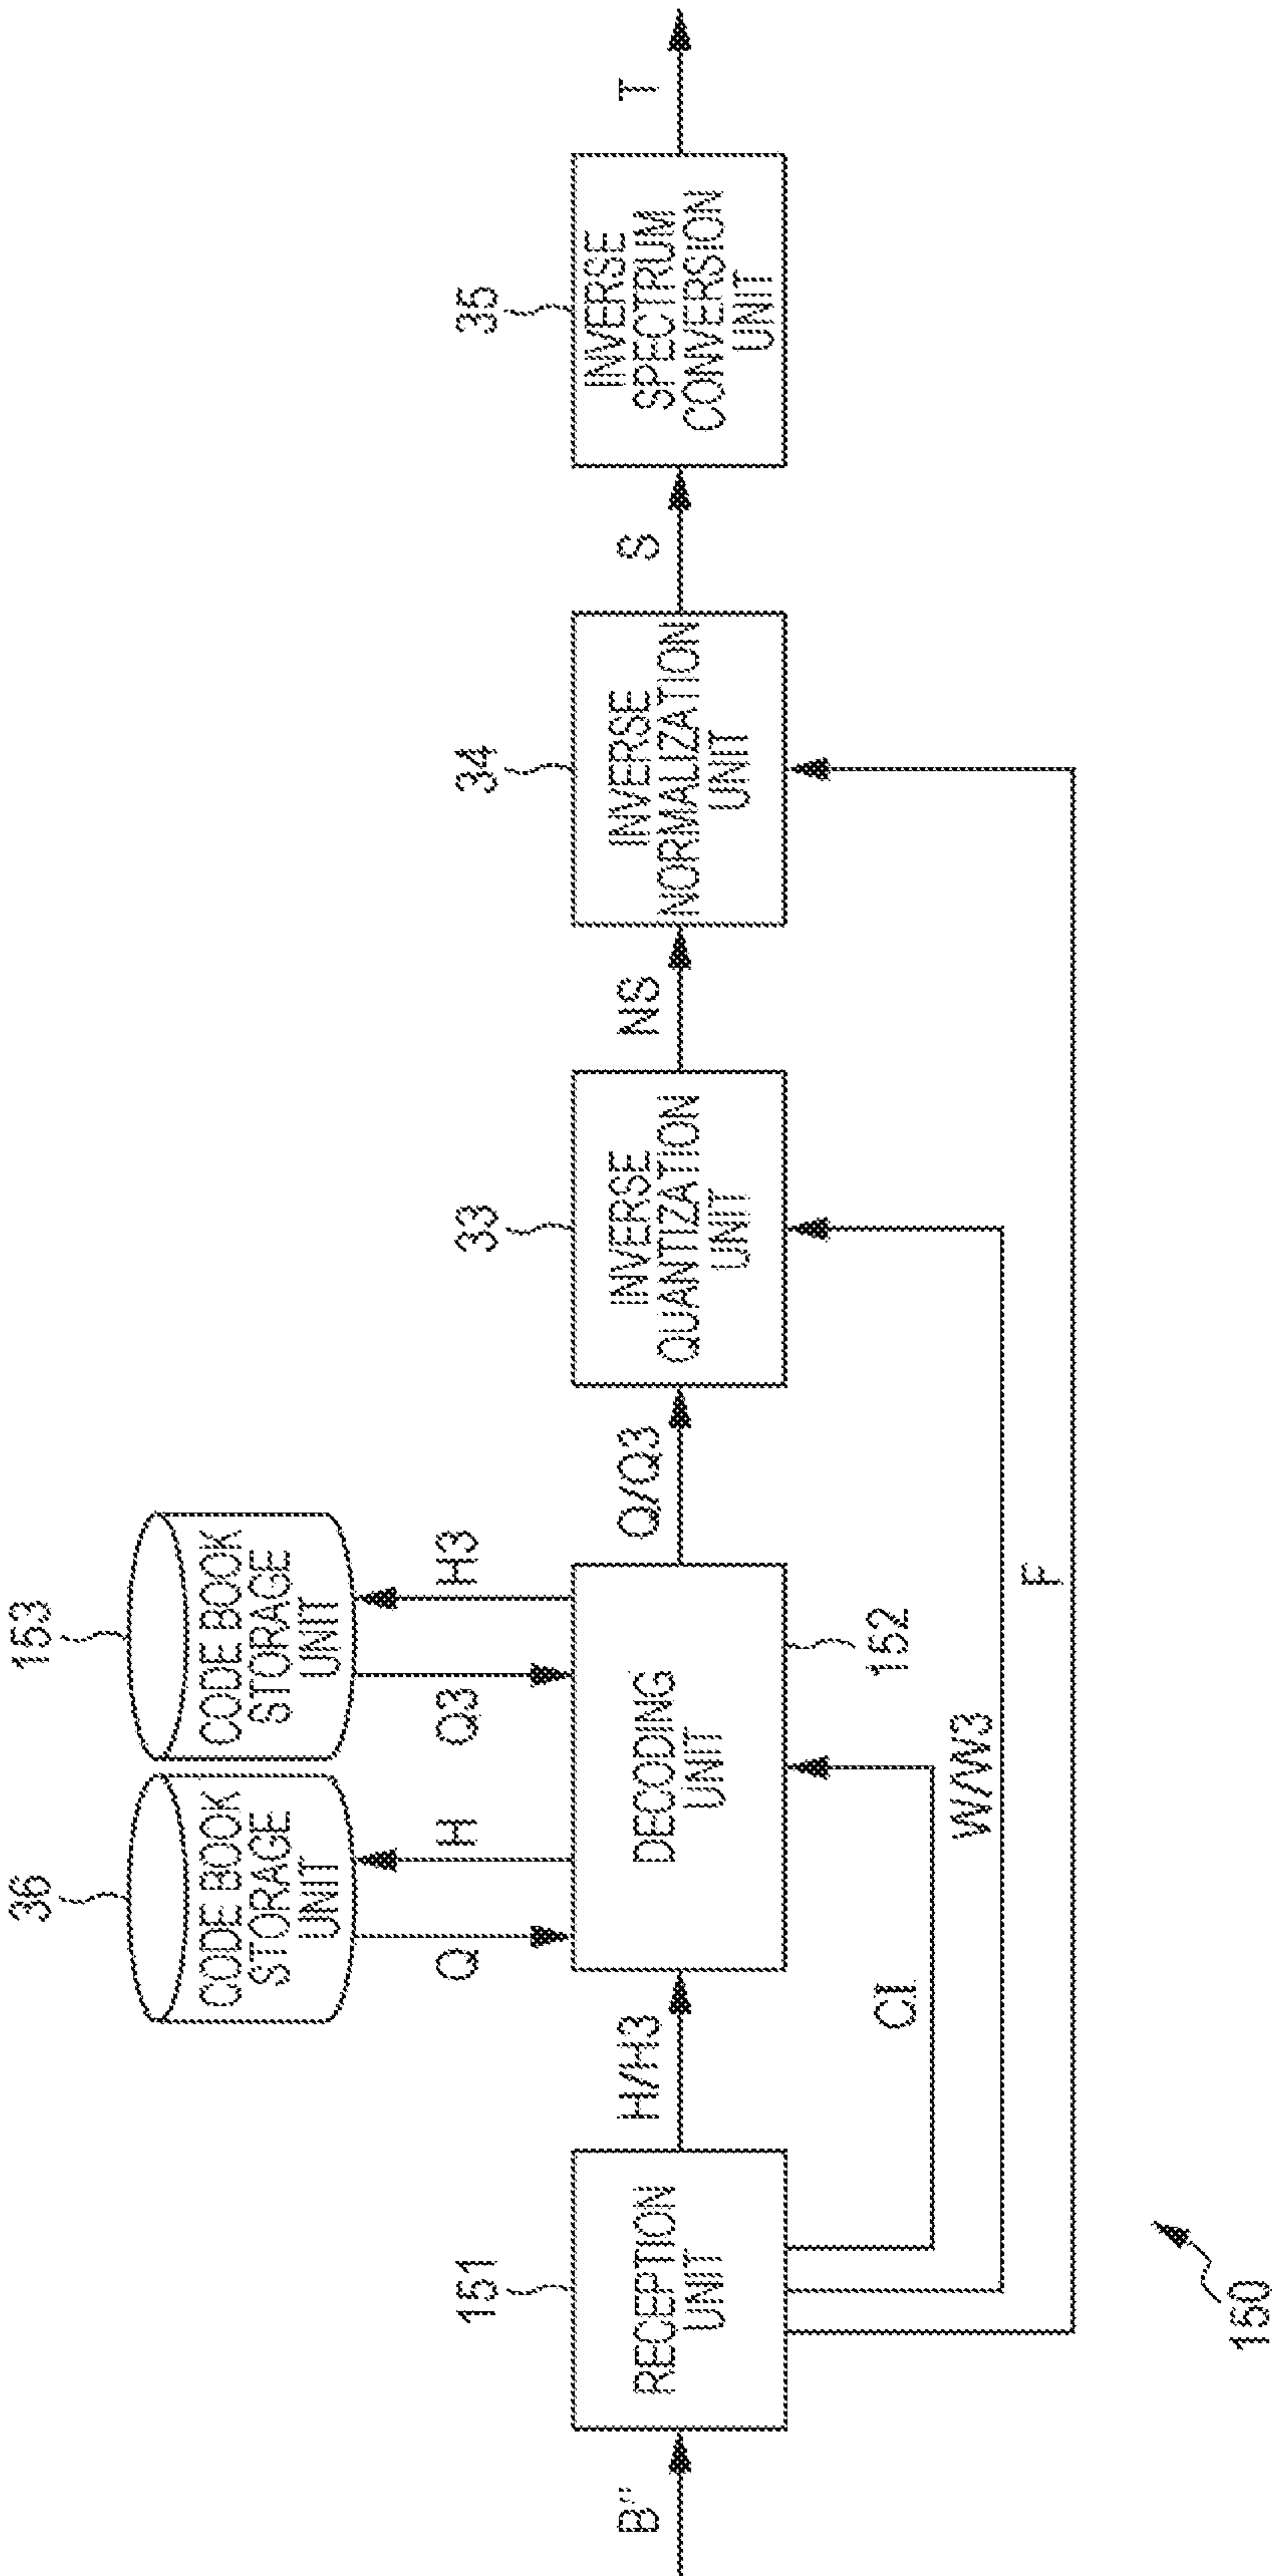 36
153
CODE BOOK
STORAGE
UNIT
CODE BOOK
STORAGE
UNIT
Q
H
Q3
H3
151
33
34
35
B"
RECEPTION
UNIT
H/H3
DECODING
UNIT
Q/Q3
INVERSE
QUANTIZATION
UNIT
NS
INVERSE
NORMALIZATION
UNIT
S
INVERSE
SPECTRUM
CONVERSION
UNIT
T
152
CI
W/W3
F
150